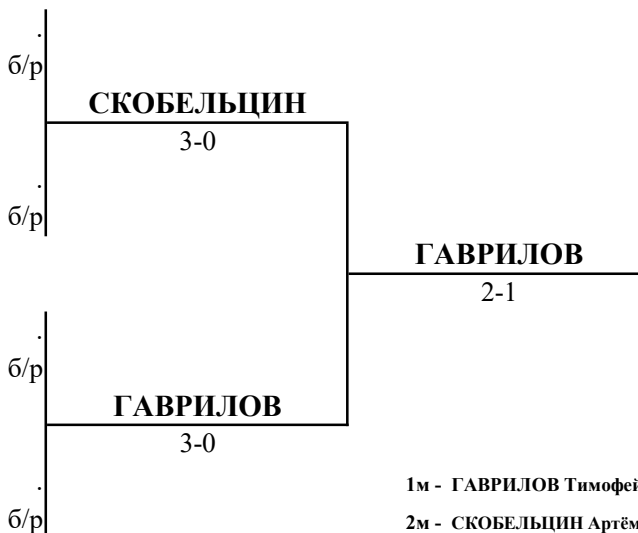 .
б/р
СКОБЕЛЬЦИН
3-0
.
б/р
ГАВРИЛОВ
2-1
.
б/р
ГАВРИЛОВ
3-0
1м - ГАВРИЛОВ Тимофей
.
б/р
2м - СКОБЕЛЬЦИН Артём